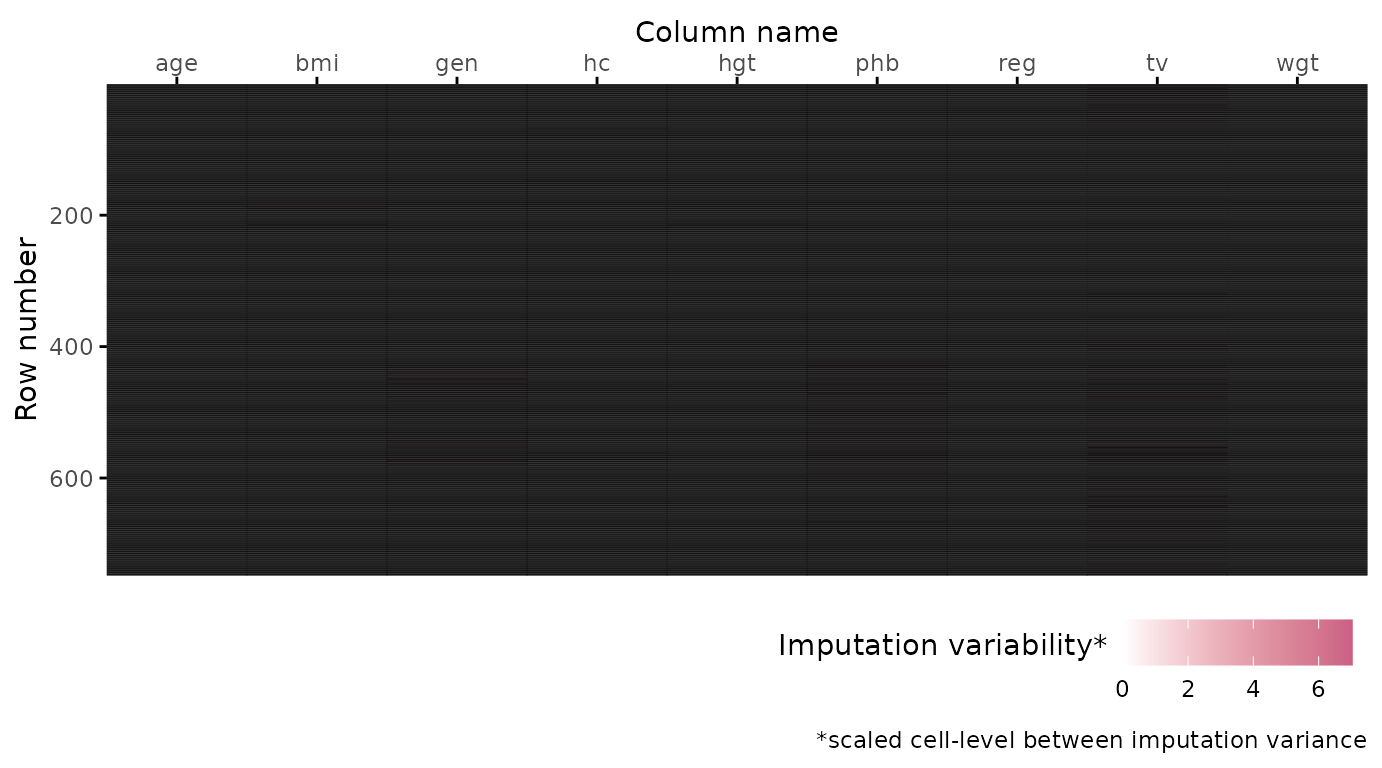 Column name
age bmi gen hc hgt phb reg tv wgt
Row number
200
400
600
Imputation variability*
0 2 4 6
*scaled cell-level between imputation variance